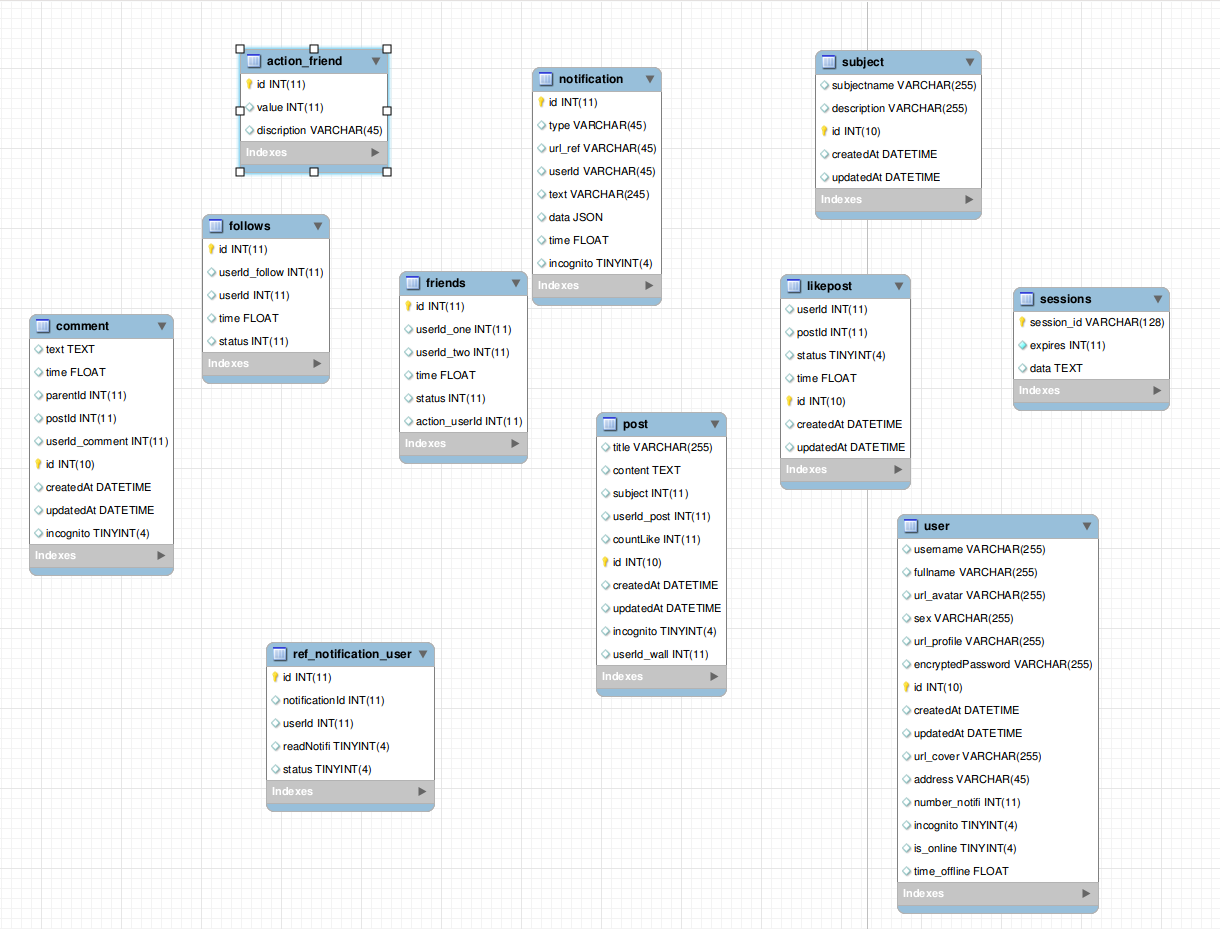 action_friend
id INT(11)
value INT(11)
discription VARCHAR(45)
Indexes
notification
id INT(11)
type VARCHAR(45)
url_ref VARCHAR(45)
userId VARCHAR(45)
text VARCHAR(245)
data JSON
time FLOAT
incognito TINYINT(4)
Indexes
subject
subjectname VARCHAR(255)
description VARCHAR(255)
id INT(10)
createdAt DATETIME
updatedAt DATETIME
Indexes
follows
id INT(11)
userId_follow INT(11)
userId INT(11)
time FLOAT
status INT(11)
Indexes
friends
id INT(11)
userId_one INT(11)
userId_two INT(11)
time FLOAT
status INT(11)
action_userId INT(11)
Indexes
likepost
userId INT(11)
postId INT(11)
status TINYINT(4)
time FLOAT
id INT(10)
createdAt DATETIME
updatedAt DATETIME
Indexes
sessions
session_id VARCHAR(128)
expires INT(11)
data TEXT
Indexes
comment
text TEXT
time FLOAT
parentId INT(11)
postId INT(11)
userId_comment INT(11)
id INT(10)
createdAt DATETIME
updatedAt DATETIME
incognito TINYINT(4)
Indexes
post
title VARCHAR(255)
content TEXT
subject INT(11)
userId_post INT(11)
countLike INT(11)
id INT(10)
createdAt DATETIME
updatedAt DATETIME
incognito TINYINT(4)
userId_wall INT(11)
Indexes
user
username VARCHAR(255)
fullname VARCHAR(255)
url_avatar VARCHAR(255)
sex VARCHAR(255)
url_profile VARCHAR(255)
encryptedPassword VARCHAR(255)
id INT(10)
createdAt DATETIME
updatedAt DATETIME
url_cover VARCHAR(255)
address VARCHAR(45)
number_notifi INT(11)
incognito TINYINT(4)
is_online TINYINT(4)
time_offline FLOAT
Indexes
ref_notification_user
id INT(11)
notificationId INT(11)
userId INT(11)
readNotifi TINYINT(4)
status TINYINT(4)
Indexes